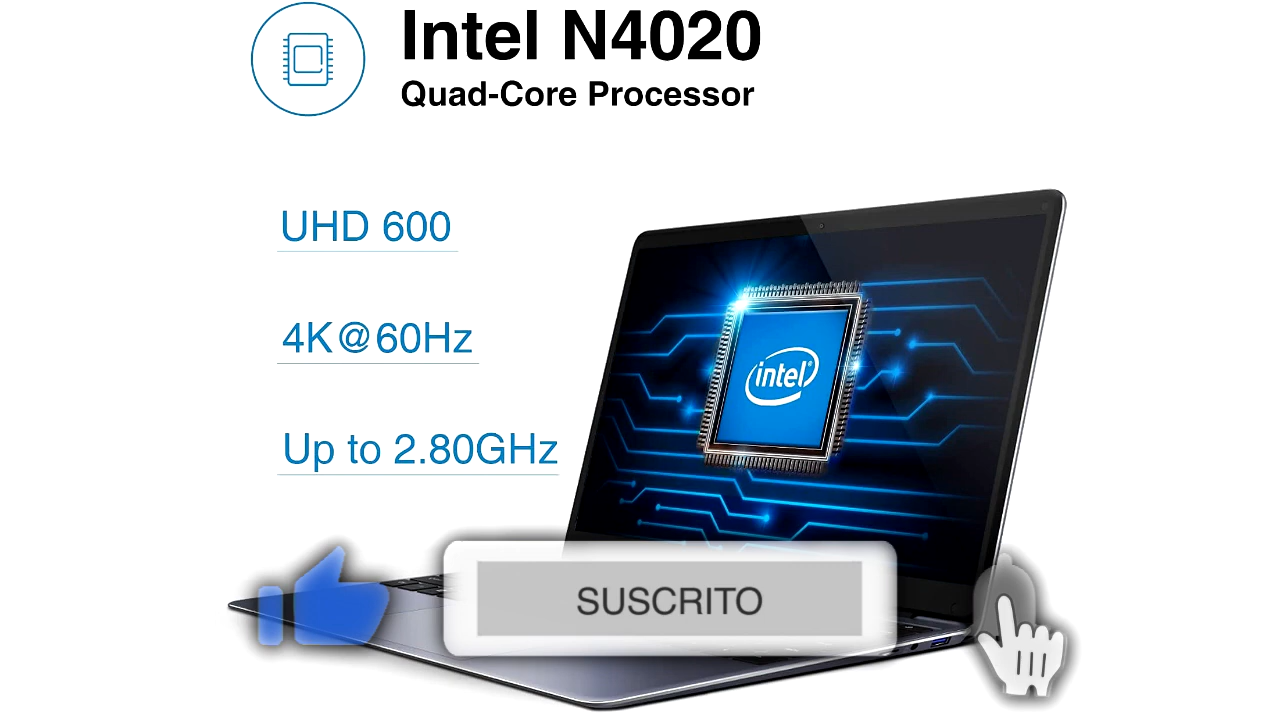 Intel N4020
Quad-Core Processor
UHD 600
4K@60Hz
Up to 2.80GHz
intel
SUSCRITO